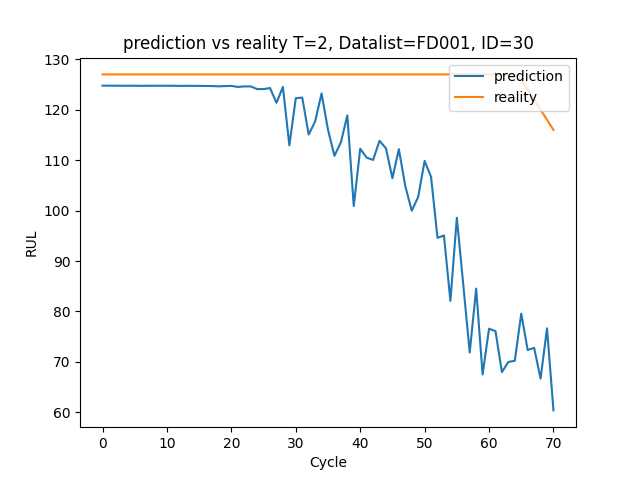 prediction vs reality T=2, Datalist=FD001, ID=30
130
120
110
100
90
80
70
60
RUL
prediction
reality
0 10 20 30 40 50 60 70
Cycle